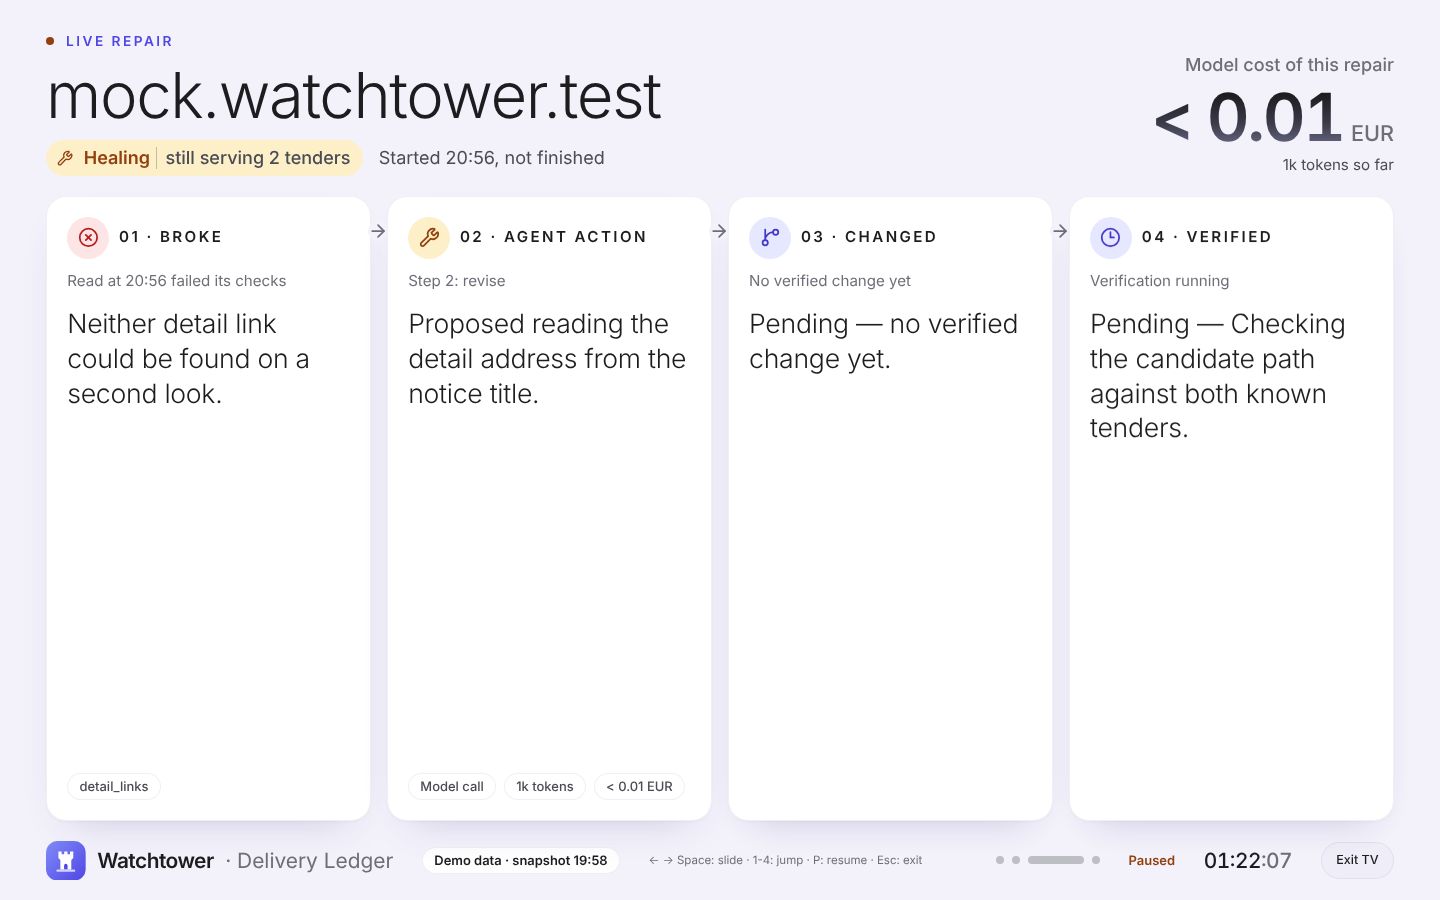 LIVE REPAIR
mock.watchtower.test
Healing still serving 2 tenders Started 20:56, not finished
Model cost of this repair
< 0.01 EUR
1k tokens so far
01 · BROKE
Read at 20:56 failed its checks
Neither detail link
could be found on a
second look.
detail_links
→
02 · AGENT ACTION
Step 2: revise
Proposed reading the
detail address from the
notice title.
Model call 1k tokens < 0.01 EUR
→
03 · CHANGED
No verified change yet
Pending — no verified
change yet.
→
04 · VERIFIED
Verification running
Pending — Checking
the candidate path
against both known
tenders.
Watchtower · Delivery Ledger Demo data · snapshot 19:58 ← → Space: slide · 1-4: jump · P: resume · Esc: exit Paused 01:22:07 Exit TV